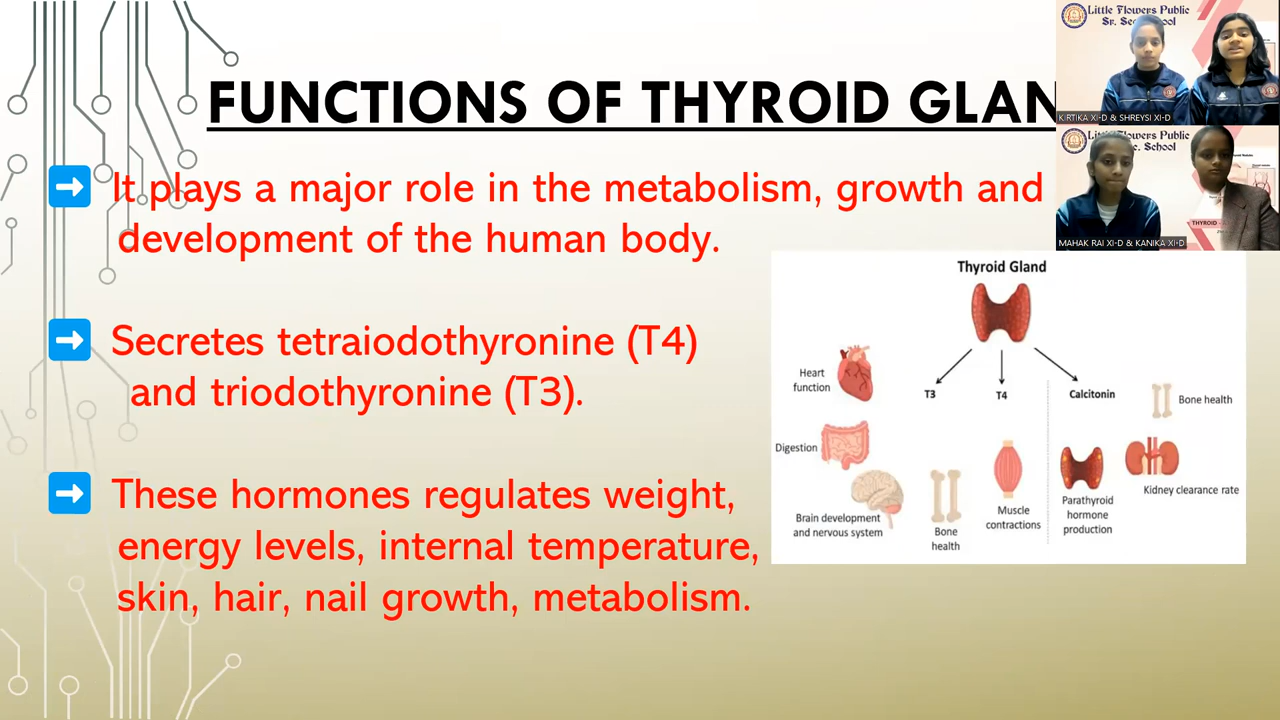 FUNCTIONS OF THYROID GLAN
It plays a major role in the metabolism, growth and
development of the human body.
Secretes tetraiodothyronine (T4)
and triodothyronine (T3).
These hormones regulates weight,
energy levels, internal temperature,
skin, hair, nail growth, metabolism.
Thyroid Gland
Heart
function
T3
T4
Calcitonin
Bone health
Digestion
Brain development
and nervous system
Bone
health
Muscle
contractions
Parathyroid
hormone
production
Kidney clearance rate
Little Flowers Public
Sr. Sec. School
KIRTIKA XI-D & SHREYSI XI-D
Little Flowers Public
School
THYROID
MAHAK RAI XI-D & KANIKA XI-D